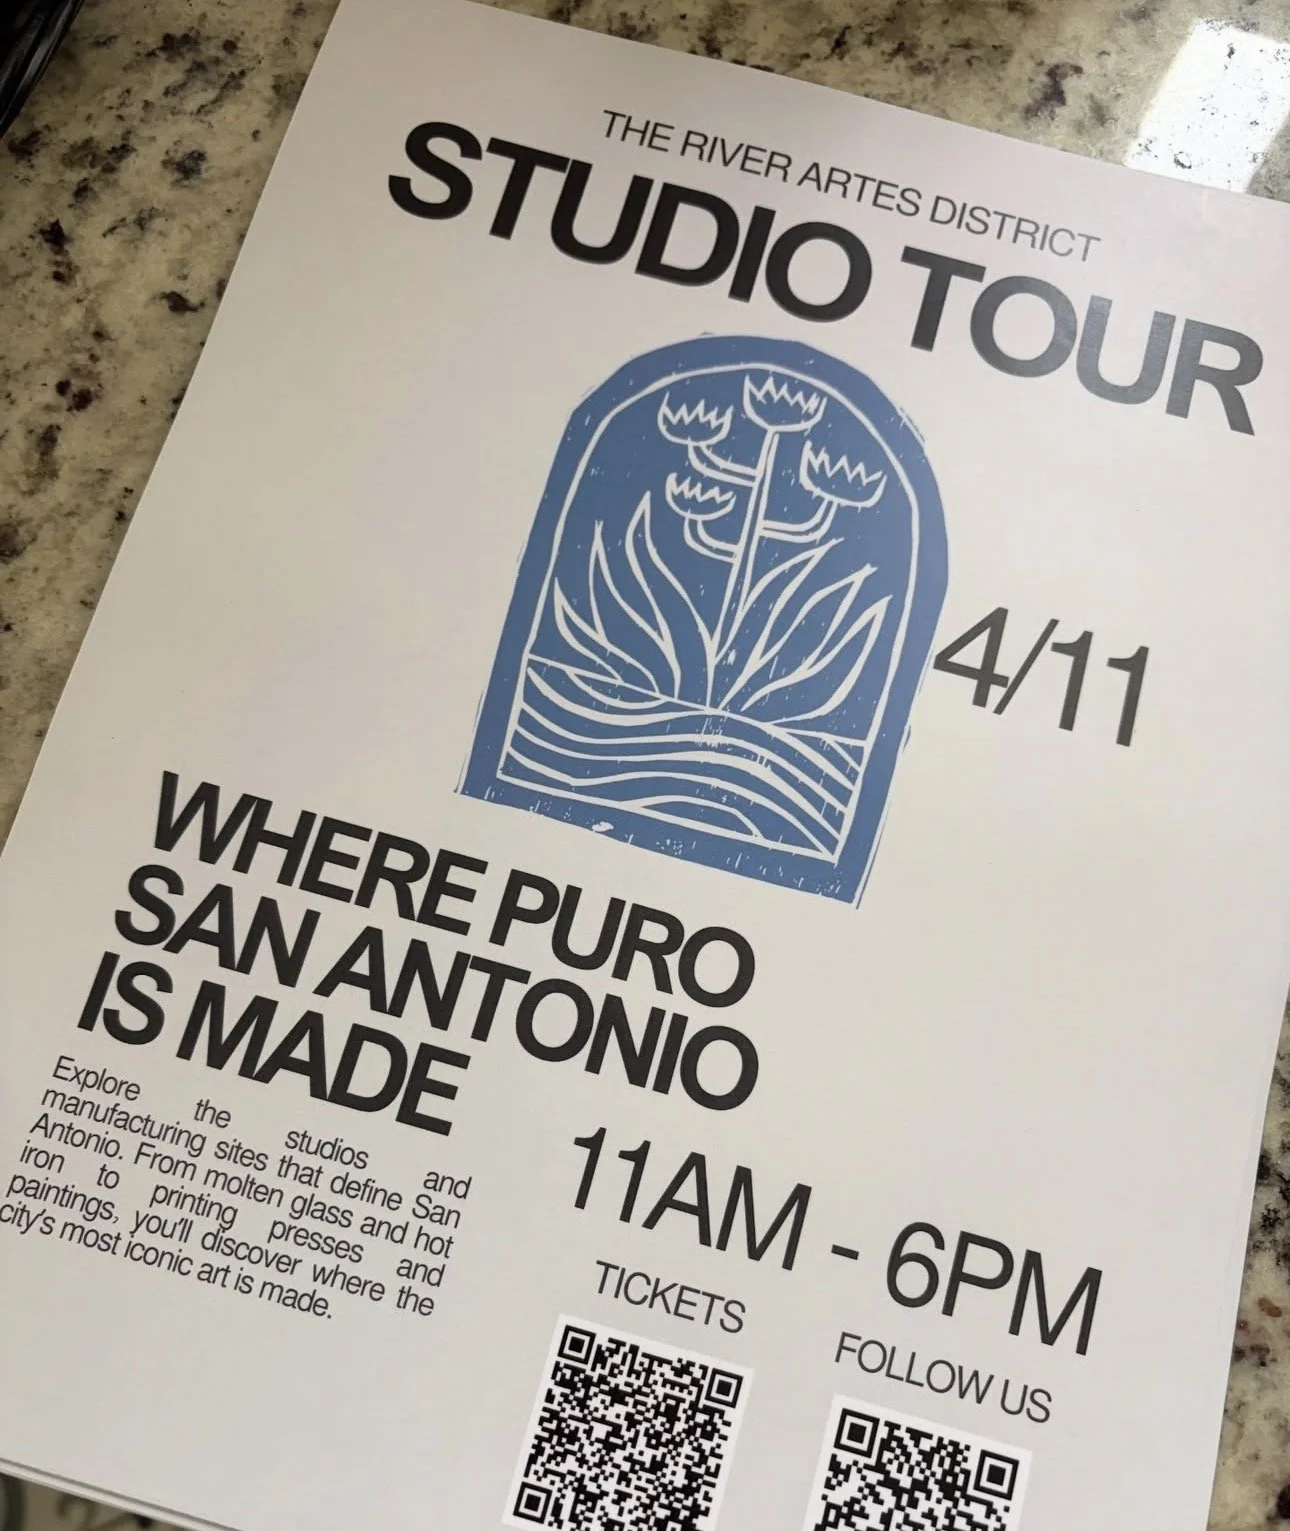 THE RIVER ARTES DISTRICT
STUDIO TOUR
4/11
WHERE PURO
SAN ANTONIO
IS MADE
Explore the studios and
manufacturing sites that define San
Antonio. From molten glass and hot
iron to printing presses and
paintings, you'll discover where the
city's most iconic art is made.
11AM - 6PM
TICKETS
FOLLOW US